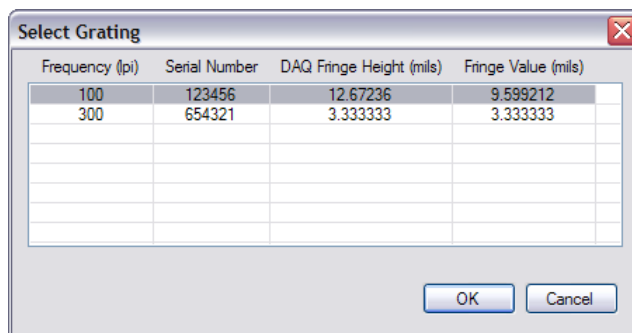 Select Grating
Frequency (lpi) Serial Number DAQ Fringe Height (mils) Fringe Value (mils)
100 123456 12.67236 9.599212
300 654321 3.333333 3.333333
OK Cancel